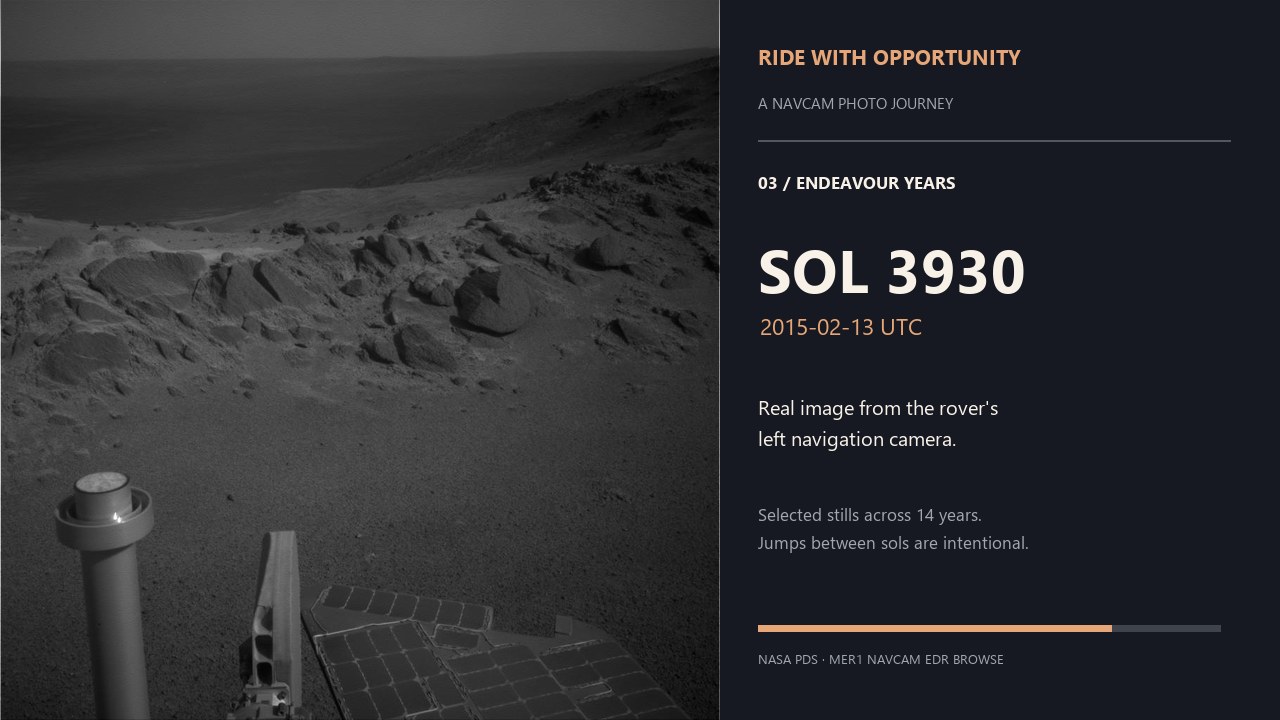 RIDE WITH OPPORTUNITY
A NAVCAM PHOTO JOURNEY
03 / ENDEAVOUR YEARS
SOL 3930
2015-02-13 UTC
Real image from the rover's
left navigation camera.
Selected stills across 14 years.
Jumps between sols are intentional.
NASA PDS · MER1 NAVCAM EDR BROWSE